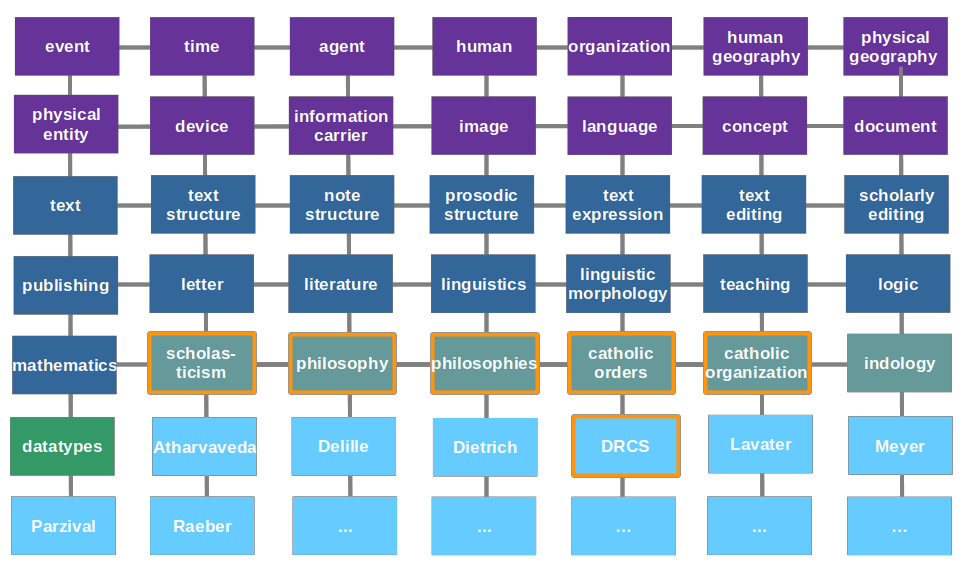 event
time
agent
human
organization
human
geography
physical
geography
physical
entity
device
information
carrier
image
language
concept
document
text
text
structure
note
structure
prosodic
structure
text
expression
text
editing
scholarly
editing
publishing
letter
literature
linguistics
linguistic
morphology
teaching
logic
mathematics
scholas-
ticism
philosophy
philosophies
catholic
orders
catholic
organization
indology
datatypes
Atharvaveda
Delille
Dietrich
DRCS
Lavater
Meyer
Parzival
Raeber
...
...
...
...
...